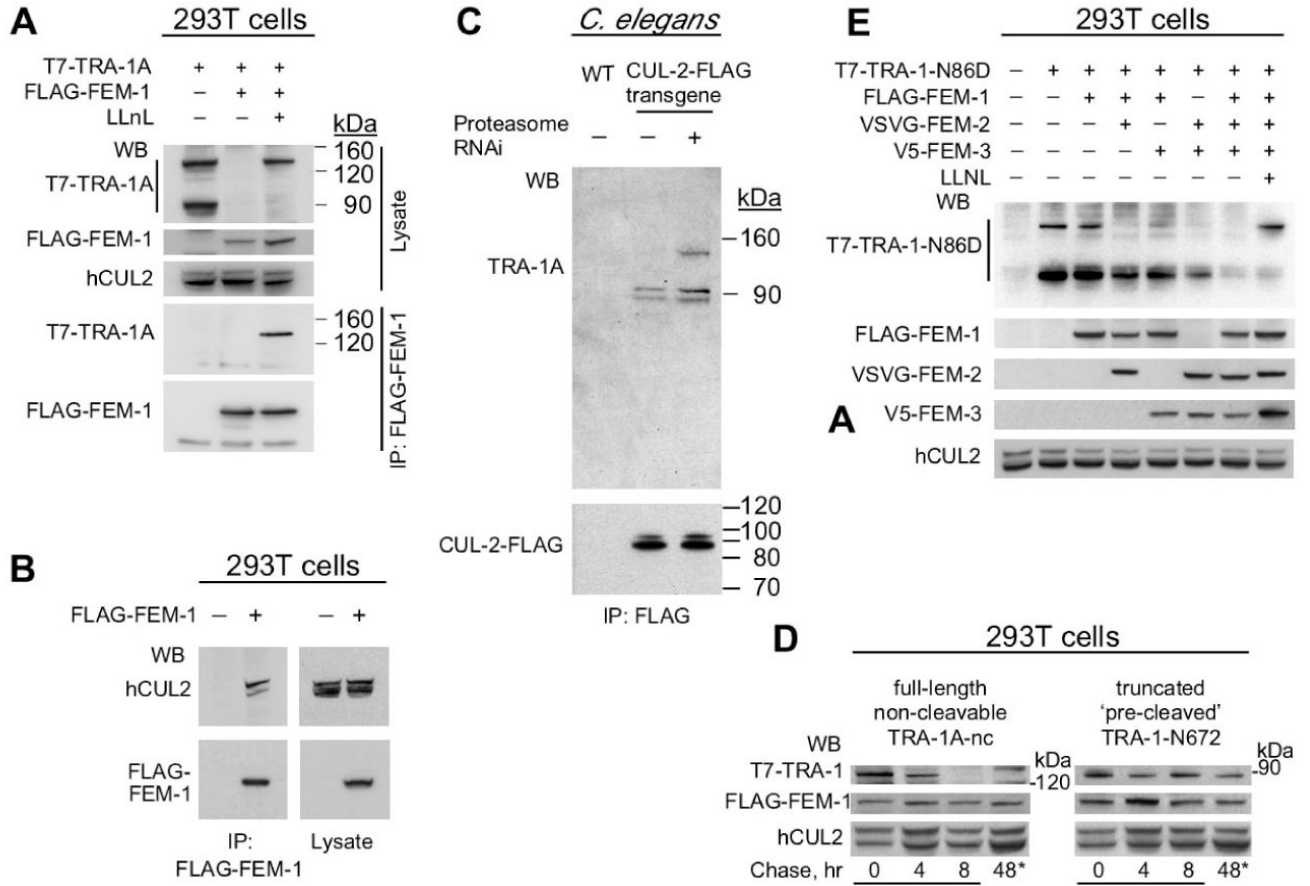 A
293T cells
T7-TRA-1A + + +
FLAG-FEM-1 – + +
LLnL – – +
WB
kDa
T7-TRA-1A
160
120
90
FLAG-FEM-1
hCUL2
Lysate
T7-TRA-1A
160
120
FLAG-FEM-1
IP: FLAG-FEM-1
B
293T cells
FLAG-FEM-1 – + – +
WB
hCUL2
FLAG-
FEM-1
IP:
FLAG-FEM-1
Lysate
C
C. elegans
WT
CUL-2-FLAG
transgene
Proteasome
RNAi
– – +
WB
kDa
TRA-1A
160
90
CUL-2-FLAG
120
100
80
70
IP: FLAG
E
293T cells
T7-TRA-1-N86D – + + + + + + +
FLAG-FEM-1 – – + + + – + +
VSVG-FEM-2 – – – + – + + +
V5-FEM-3 – – – – + + + +
LLNL – – – – – – – +
WB
T7-TRA-1-N86D
FLAG-FEM-1
VSVG-FEM-2
V5-FEM-3
A
hCUL2
D
293T cells
full-length
non-cleavable
TRA-1A-nc
truncated
'pre-cleaved'
TRA-1-N672
WB
T7-TRA-1
kDa
-120
kDa
-90
FLAG-FEM-1
hCUL2
Chase, hr 0 4 8 48* 0 4 8 48*